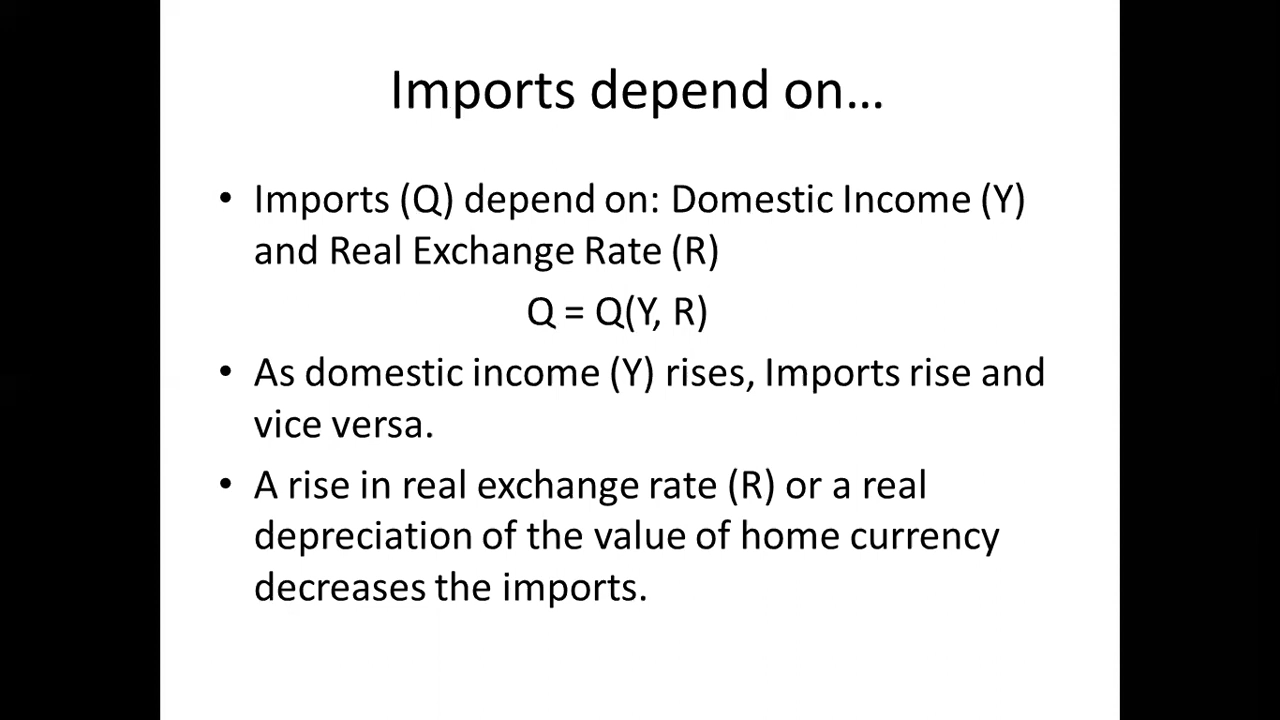 Imports depend on…
• Imports (Q) depend on: Domestic Income (Y)
and Real Exchange Rate (R)
Q = Q(Y, R)
• As domestic income (Y) rises, Imports rise and
vice versa.
• A rise in real exchange rate (R) or a real
depreciation of the value of home currency
decreases the imports.